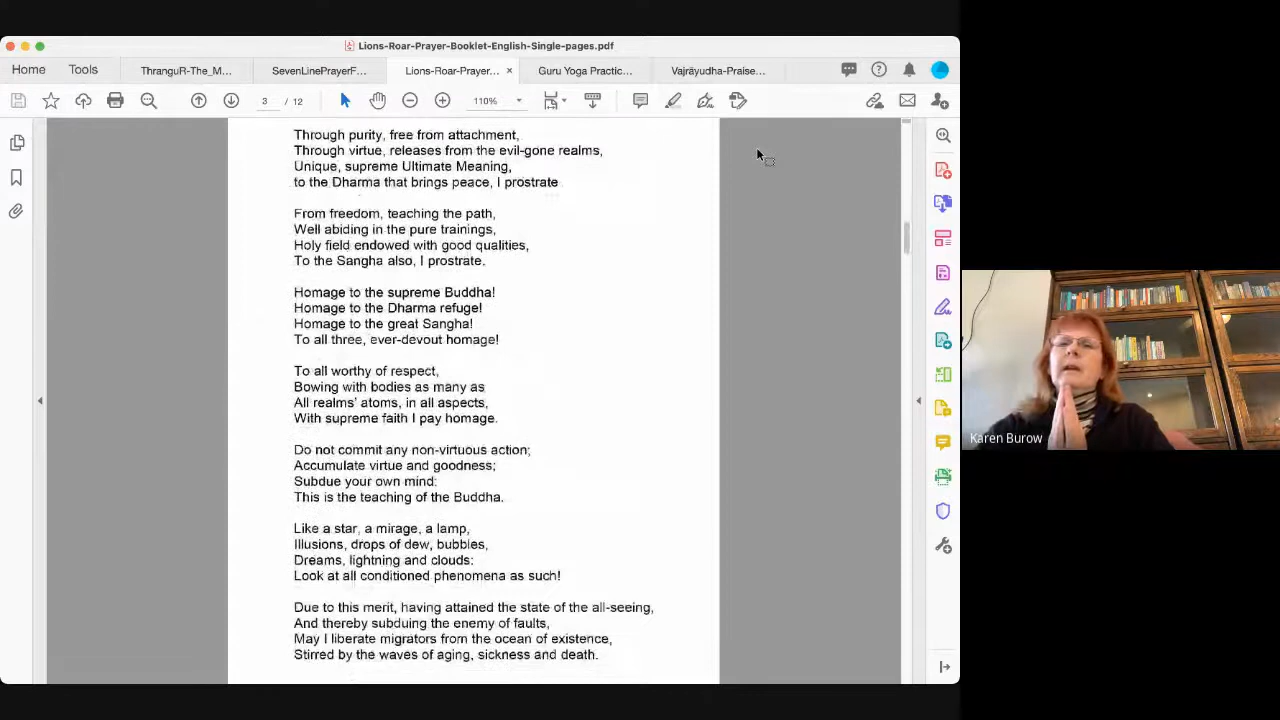 Lions-Roar-Prayer-Booklet-English-Single-pages.pdf
Home
Tools
ThranguR-The_M...
SevenLinePrayerF...
Lions-Roar-Prayer...
Guru Yoga Practic...
Vajrāyudha-Praise...
3 / 12
110%
Through purity, free from attachment,
Through virtue, releases from the evil-gone realms,
Unique, supreme Ultimate Meaning,
to the Dharma that brings peace, I prostrate
From freedom, teaching the path,
Well abiding in the pure trainings,
Holy field endowed with good qualities,
To the Sangha also, I prostrate.
Homage to the supreme Buddha!
Homage to the Dharma refuge!
Homage to the great Sangha!
To all three, ever-devout homage!
To all worthy of respect,
Bowing with bodies as many as
All realms' atoms, in all aspects,
With supreme faith I pay homage.
Do not commit any non-virtuous action;
Accumulate virtue and goodness;
Subdue your own mind:
This is the teaching of the Buddha.
Like a star, a mirage, a lamp,
Illusions, drops of dew, bubbles,
Dreams, lightning and clouds:
Look at all conditioned phenomena as such!
Due to this merit, having attained the state of the all-seeing,
And thereby subduing the enemy of faults,
May I liberate migrators from the ocean of existence,
Stirred by the waves of aging, sickness and death.
Karen Burow